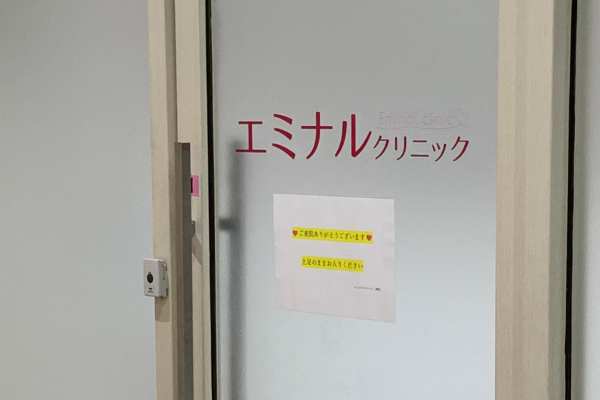 Eminal clinic
エミナルクリニック
♥ご来院ありがとうございます♥
土足のままお入りください